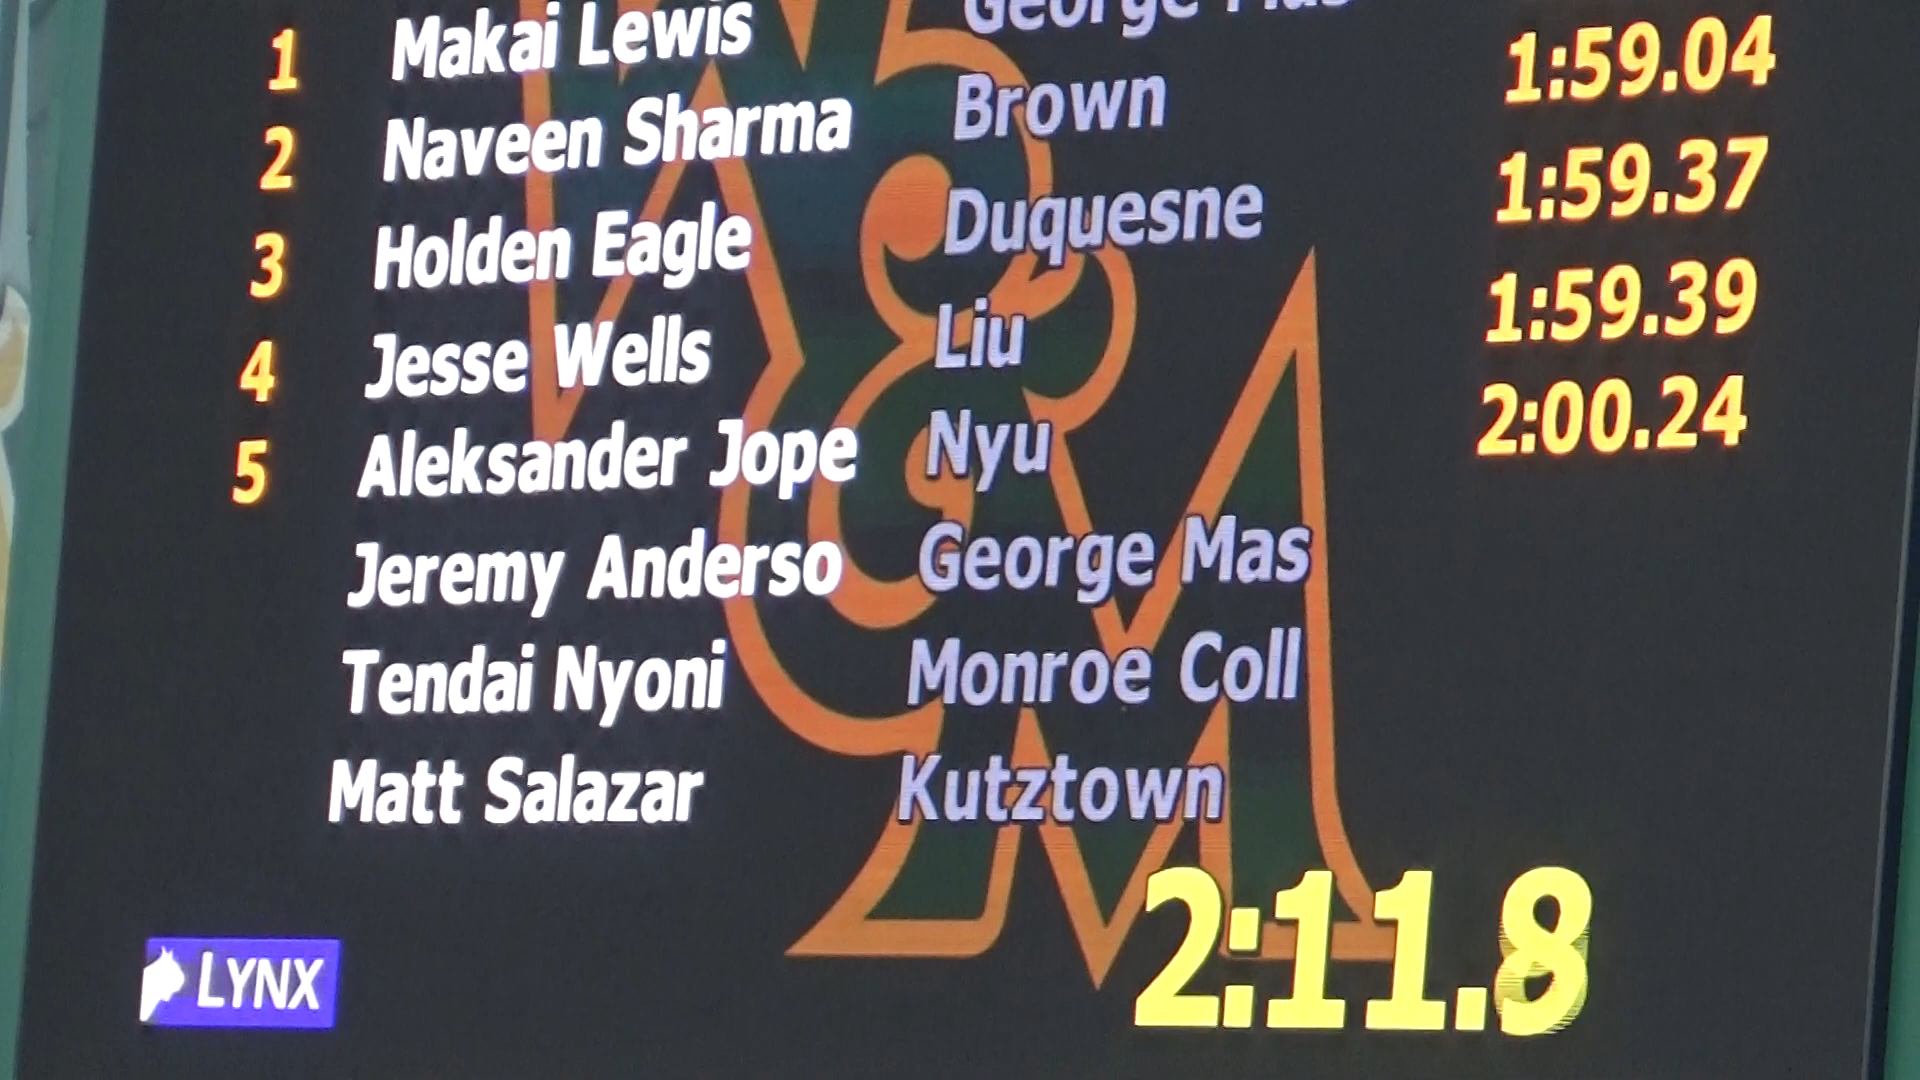 1 Makai Lewis George Mas
2 Naveen Sharma Brown 1:59.04
3 Holden Eagle Duquesne 1:59.37
4 Jesse Wells Liu 1:59.39
5 Aleksander Jope Nyu 2:00.24
Jeremy Anderso George Mas
Tendai Nyoni Monroe Coll
Matt Salazar Kutztown
LYNX 2:11.8